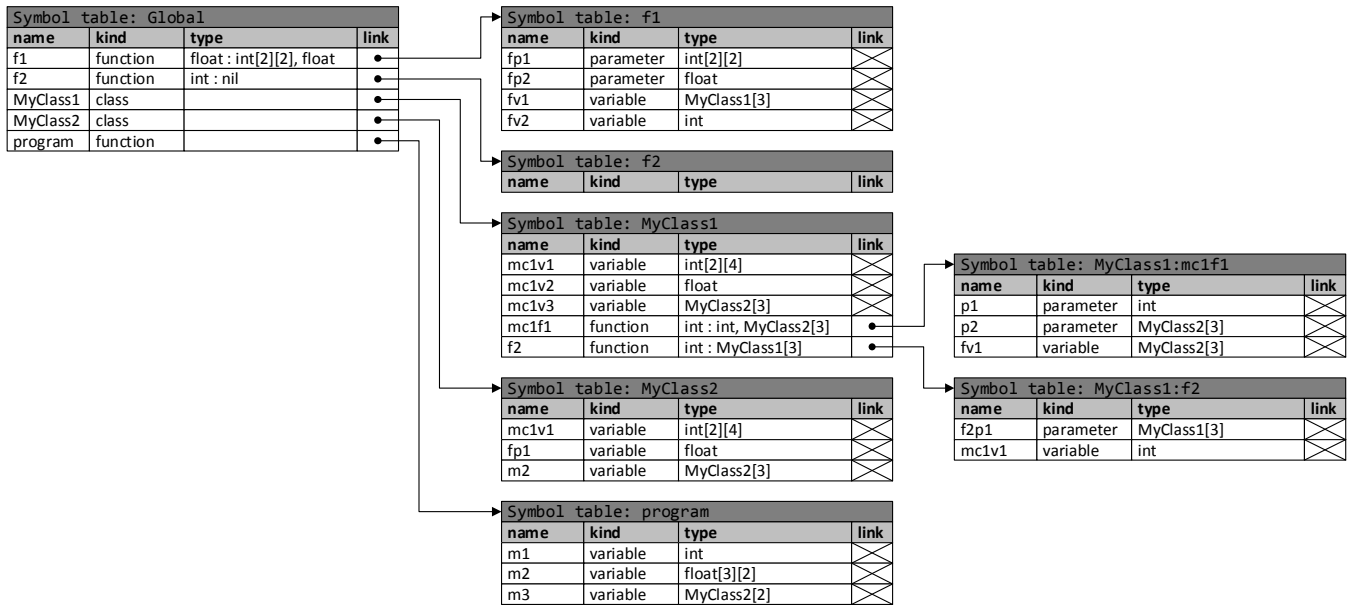 Symbol table: Global
name kind type link
f1 function float : int[2][2], float
f2 function int : nil
MyClass1 class
MyClass2 class
program function
Symbol table: f1
name kind type link
fp1 parameter int[2][2]
fp2 parameter float
fv1 variable MyClass1[3]
fv2 variable int
Symbol table: f2
name kind type link
Symbol table: MyClass1
name kind type link
mc1v1 variable int[2][4]
mc1v2 variable float
mc1v3 variable MyClass2[3]
mc1f1 function int : int, MyClass2[3]
f2 function int : MyClass1[3]
Symbol table: MyClass1:mc1f1
name kind type link
p1 parameter int
p2 parameter MyClass2[3]
fv1 variable MyClass2[3]
Symbol table: MyClass2
name kind type link
mc1v1 variable int[2][4]
fp1 variable float
m2 variable MyClass2[3]
Symbol table: MyClass1:f2
name kind type link
f2p1 parameter MyClass1[3]
mc1v1 variable int
Symbol table: program
name kind type link
m1 variable int
m2 variable float[3][2]
m3 variable MyClass2[2]